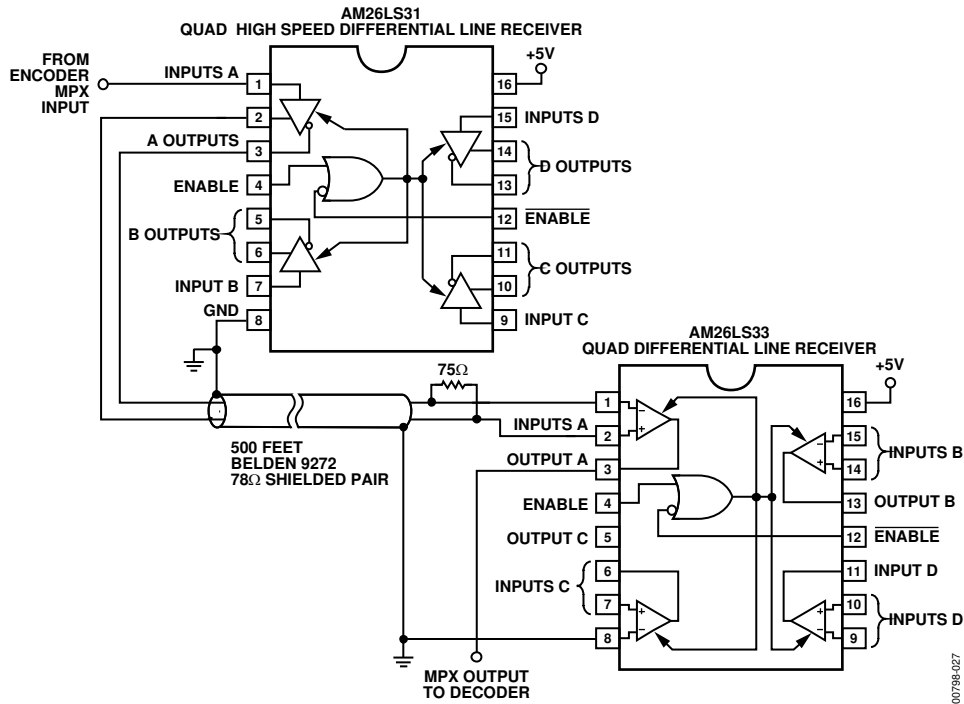 AM26LS31
QUAD HIGH SPEED DIFFERENTIAL LINE RECEIVER
FROM
ENCODER
MPX
INPUT
INPUTS A
A OUTPUTS
ENABLE
B OUTPUTS
INPUT B
GND
1
2
3
4
5
6
7
8
+5V
16
15
14
13
12
11
10
9
INPUTS D
D OUTPUTS
ENABLE
C OUTPUTS
INPUT C
75Ω
500 FEET
BELDEN 9272
78Ω SHIELDED PAIR
AM26LS33
QUAD DIFFERENTIAL LINE RECEIVER
INPUTS A
OUTPUT A
ENABLE
OUTPUT C
INPUTS C
1
2
3
4
5
6
7
8
–
+
+
–
–
+
+
–
+5V
16
15
14
13
12
11
10
9
INPUTS B
OUTPUT B
ENABLE
INPUT D
INPUTS D
MPX OUTPUT
TO DECODER
00798-027